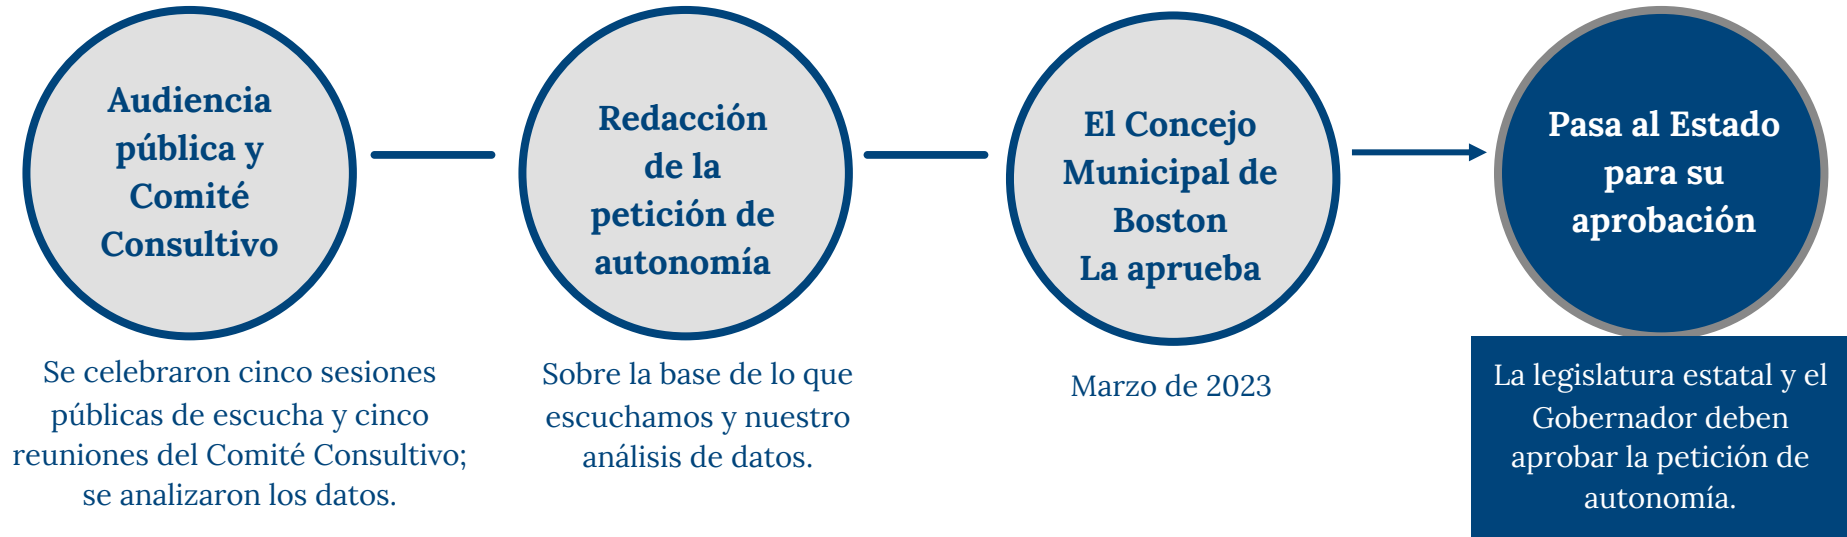 Audiencia
pública y
Comité
Consultivo
Se celebraron cinco sesiones
públicas de escucha y cinco
reuniones del Comité Consultivo;
se analizaron los datos.
Redacción
de la
petición de
autonomía
Sobre la base de lo que
escuchamos y nuestro
análisis de datos.
El Concejo
Municipal de
Boston
La aprueba
Marzo de 2023
Pasa al Estado
para su
aprobación
La legislatura estatal y el
Gobernador deben
aprobar la petición de
autonomía.